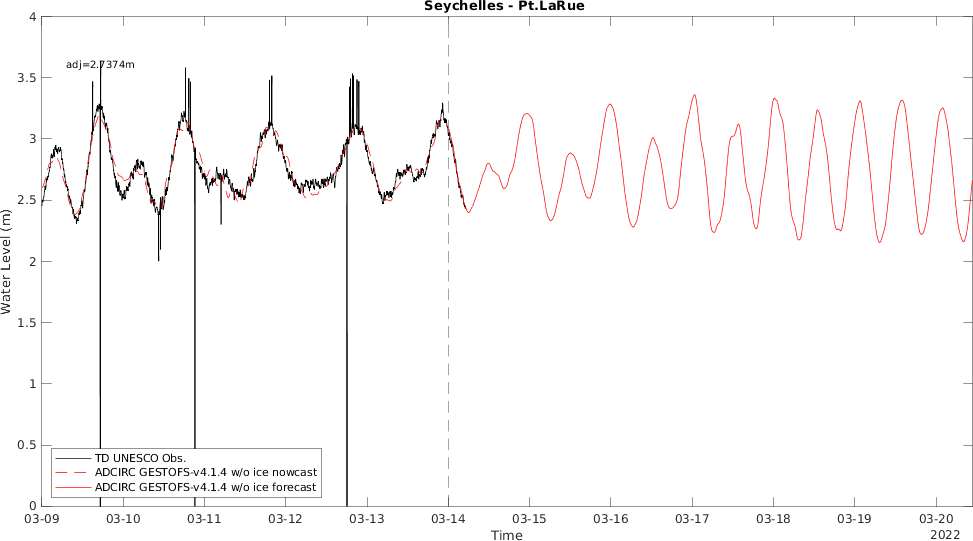 Seychelles - Pt.LaRue
4
3.5
3
2.5
2
1.5
1
0.5
0
Water Level (m)
adj=2.7374m
TD UNESCO Obs.
ADCIRC GESTOFS-v4.1.4 w/o ice nowcast
ADCIRC GESTOFS-v4.1.4 w/o ice forecast
03-09 03-10 03-11 03-12 03-13 03-14 03-15 03-16 03-17 03-18 03-19 03-20
Time
2022